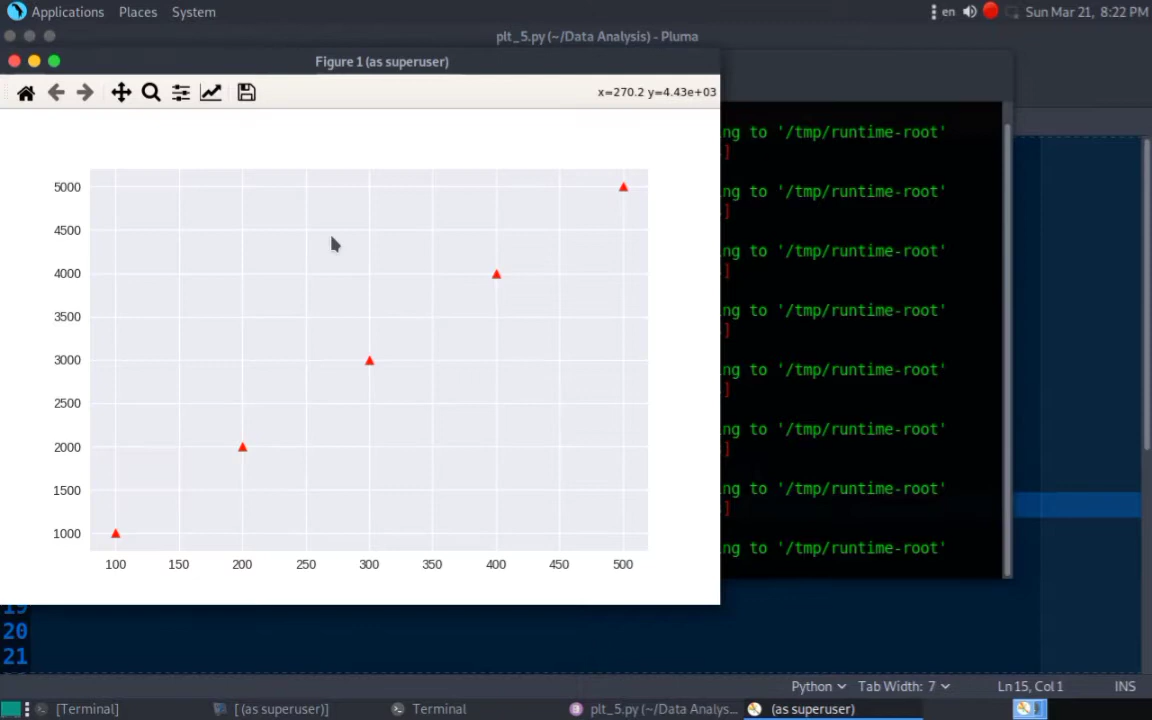 Applications Places System en Sun Mar 21, 8:22 PM
plt_5.py (~/Data Analysis) - Pluma
Figure 1 (as superuser)
x=270.2 y=4.43e+03
5000
4500
4000
3500
3000
2500
2000
1500
1000
100 150 200 250 300 350 400 450 500
ng to '/tmp/runtime-root'
]
ng to '/tmp/runtime-root'
]
ng to '/tmp/runtime-root'
]
ng to '/tmp/runtime-root'
]
ng to '/tmp/runtime-root'
]
ng to '/tmp/runtime-root'
]
ng to '/tmp/runtime-root'
]
ng to '/tmp/runtime-root'
19
20
21
Python Tab Width: 7 Ln 15, Col 1 INS
[Terminal] [ (as superuser)] Terminal plt_5.py (~/Data Analys... (as superuser)